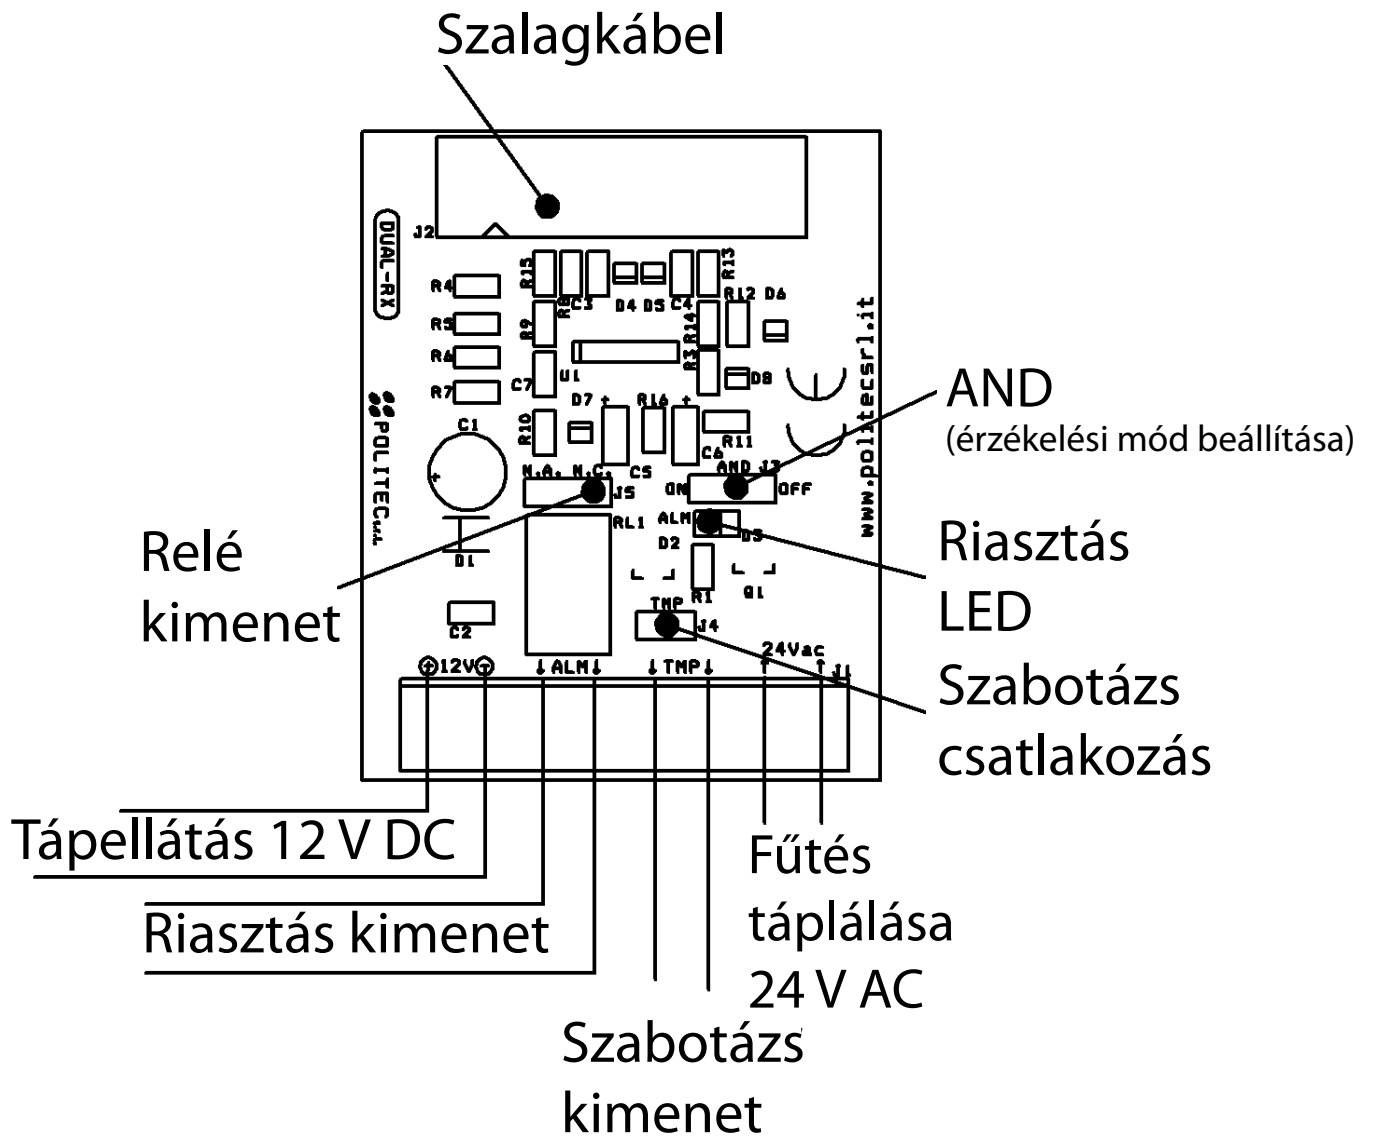 Szalagkábel
J2
DUAL-RX
R15
R8
C3
D4
D5
C4
R13
R4
R12
D6
R5
R9
R14
www.politecsrl.it
R6
R3
R7
C7
U1
D8
AND
(érzékelési mód beállítása)
D7
+
R16
+
POLITEC s.r.l.
C1
R10
R11
C6
+
N.A.
N.C.
C5
AND
J3
J5
ON
OFF
RL1
ALM
D3
Riasztás
LED
Relé
kimenet
D1
D2
Q1
R1
TMP
J4
C2
24Vac
+12V-
ALM
TMP
J1
Szabotázs
csatlakozás
Tápellátás 12 V DC
Fűtés
táplálása
24 V AC
Riasztás kimenet
Szabotázs
kimenet